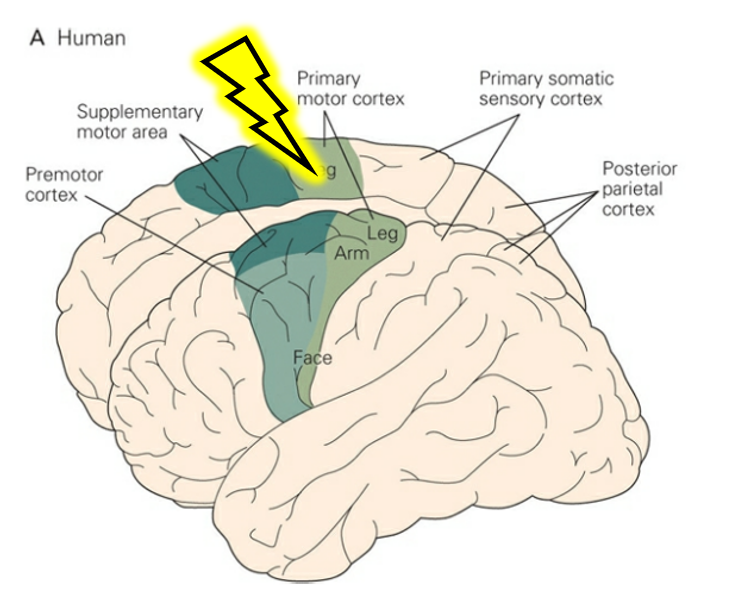 A Human
Primary
motor cortex
Primary somatic
sensory cortex
Supplementary
motor area
Premotor
cortex
Posterior
parietal
cortex
Leg
Arm
Face